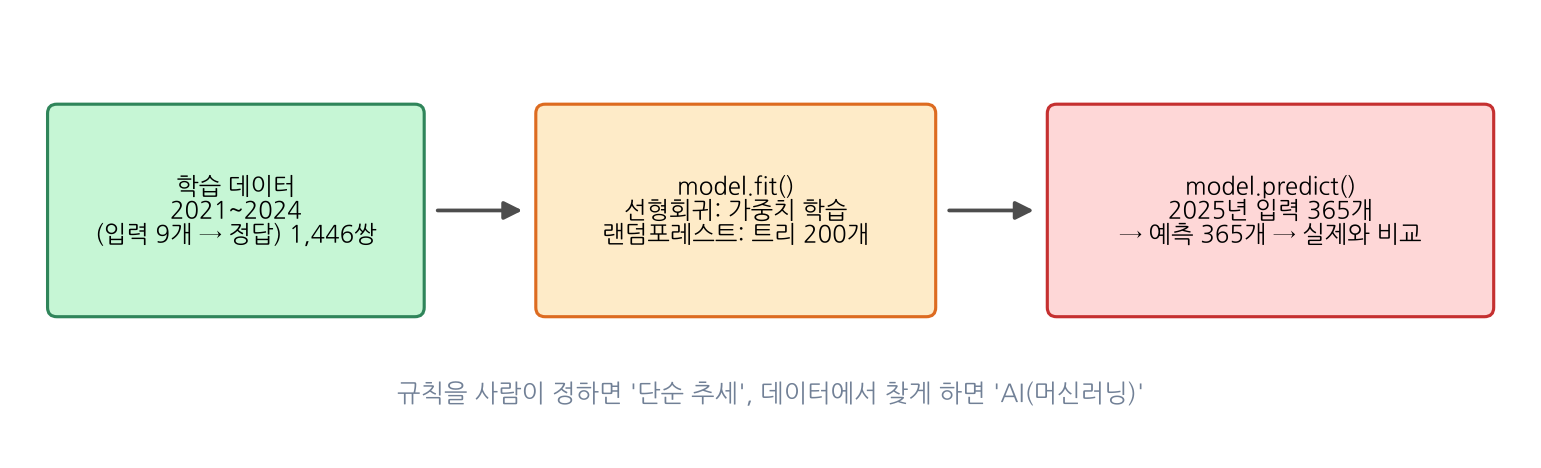 학습 데이터
2021~2024
(입력 9개 → 정답) 1,446쌍
model.fit()
선형회귀: 가중치 학습
랜덤포레스트: 트리 200개
model.predict()
2025년 입력 365개
→ 예측 365개 → 실제와 비교
규칙을 사람이 정하면 '단순 추세', 데이터에서 찾게 하면 'AI(머신러닝)'